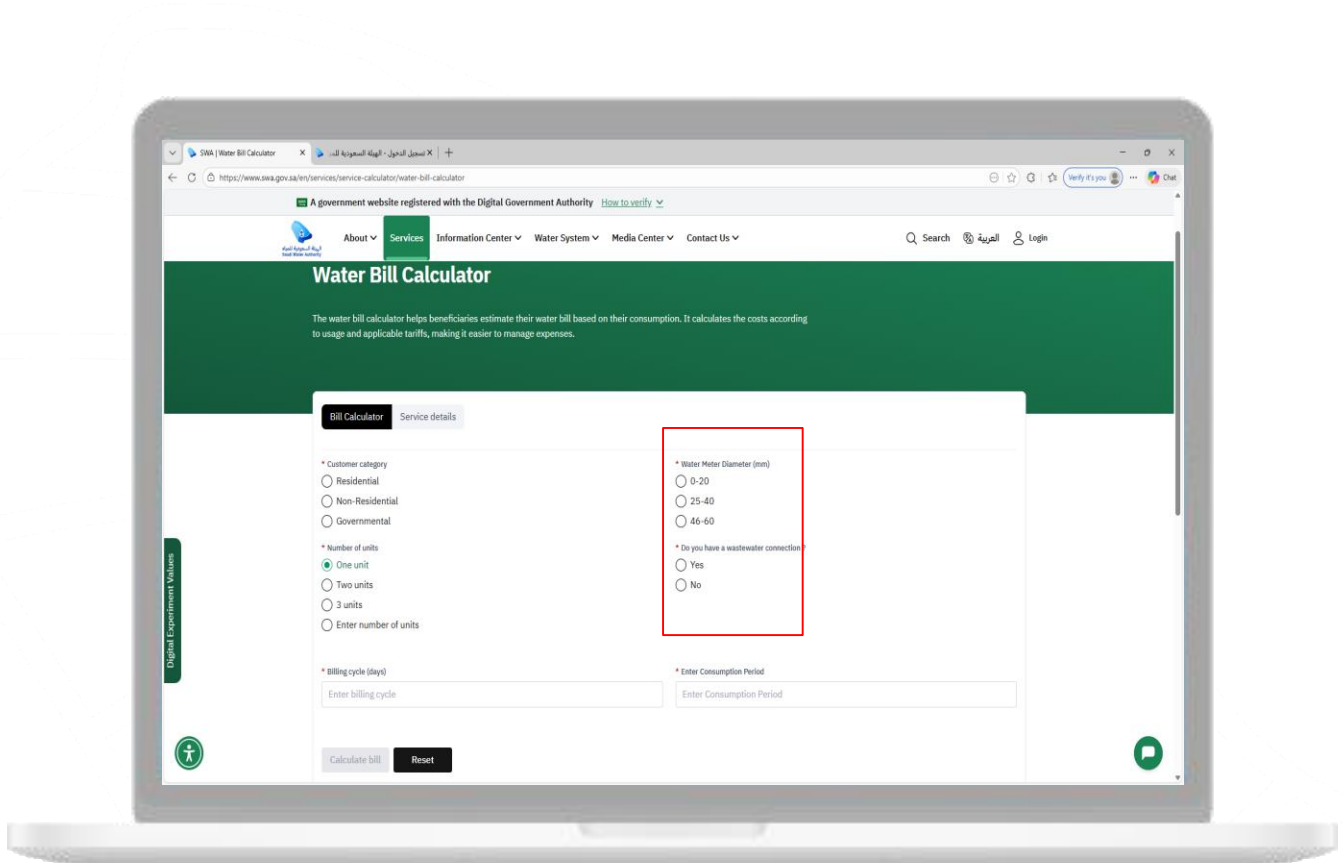 SWA | Water Bill Calculator
تسجيل الدخول - الهيئة السعودية للم
https://www.swa.gov.sa/en/services/service-calculator/water-bill-calculator
Verify it's you
Chat
A government website registered with the Digital Government Authority How to verify
الهيئة السعودية للمياه
Saudi Water Authority
About
Services
Information Center
Water System
Media Center
Contact Us
Search
العربية
Login
Water Bill Calculator
The water bill calculator helps beneficiaries estimate their water bill based on their consumption. It calculates the costs according
to usage and applicable tariffs, making it easier to manage expenses.
Bill Calculator
Service details
* Customer category
Residential
Non-Residential
Governmental
* Number of units
One unit
Two units
3 units
Enter number of units
* Water Meter Diameter (mm)
0-20
25-40
46-60
* Do you have a wastewater connection?
Yes
No
* Billing cycle (days)
Enter billing cycle
* Enter Consumption Period
Enter Consumption Period
Calculate bill
Reset
Digital Experiment Values